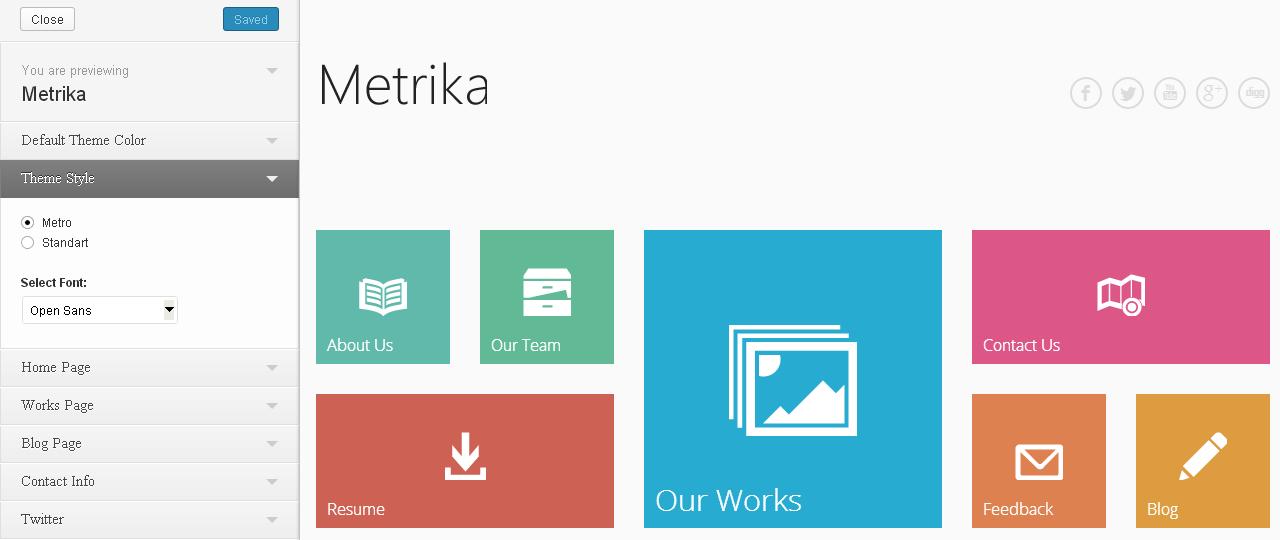 Close
Saved
You are previewing
Metrika
Default Theme Color
Theme Style
Metro
Standart
Select Font:
Open Sans
Home Page
Works Page
Blog Page
Contact Info
Twitter
Metrika
f
You
Tube
g+
digg
About Us
Our Team
Our Works
Contact Us
Resume
Feedback
Blog